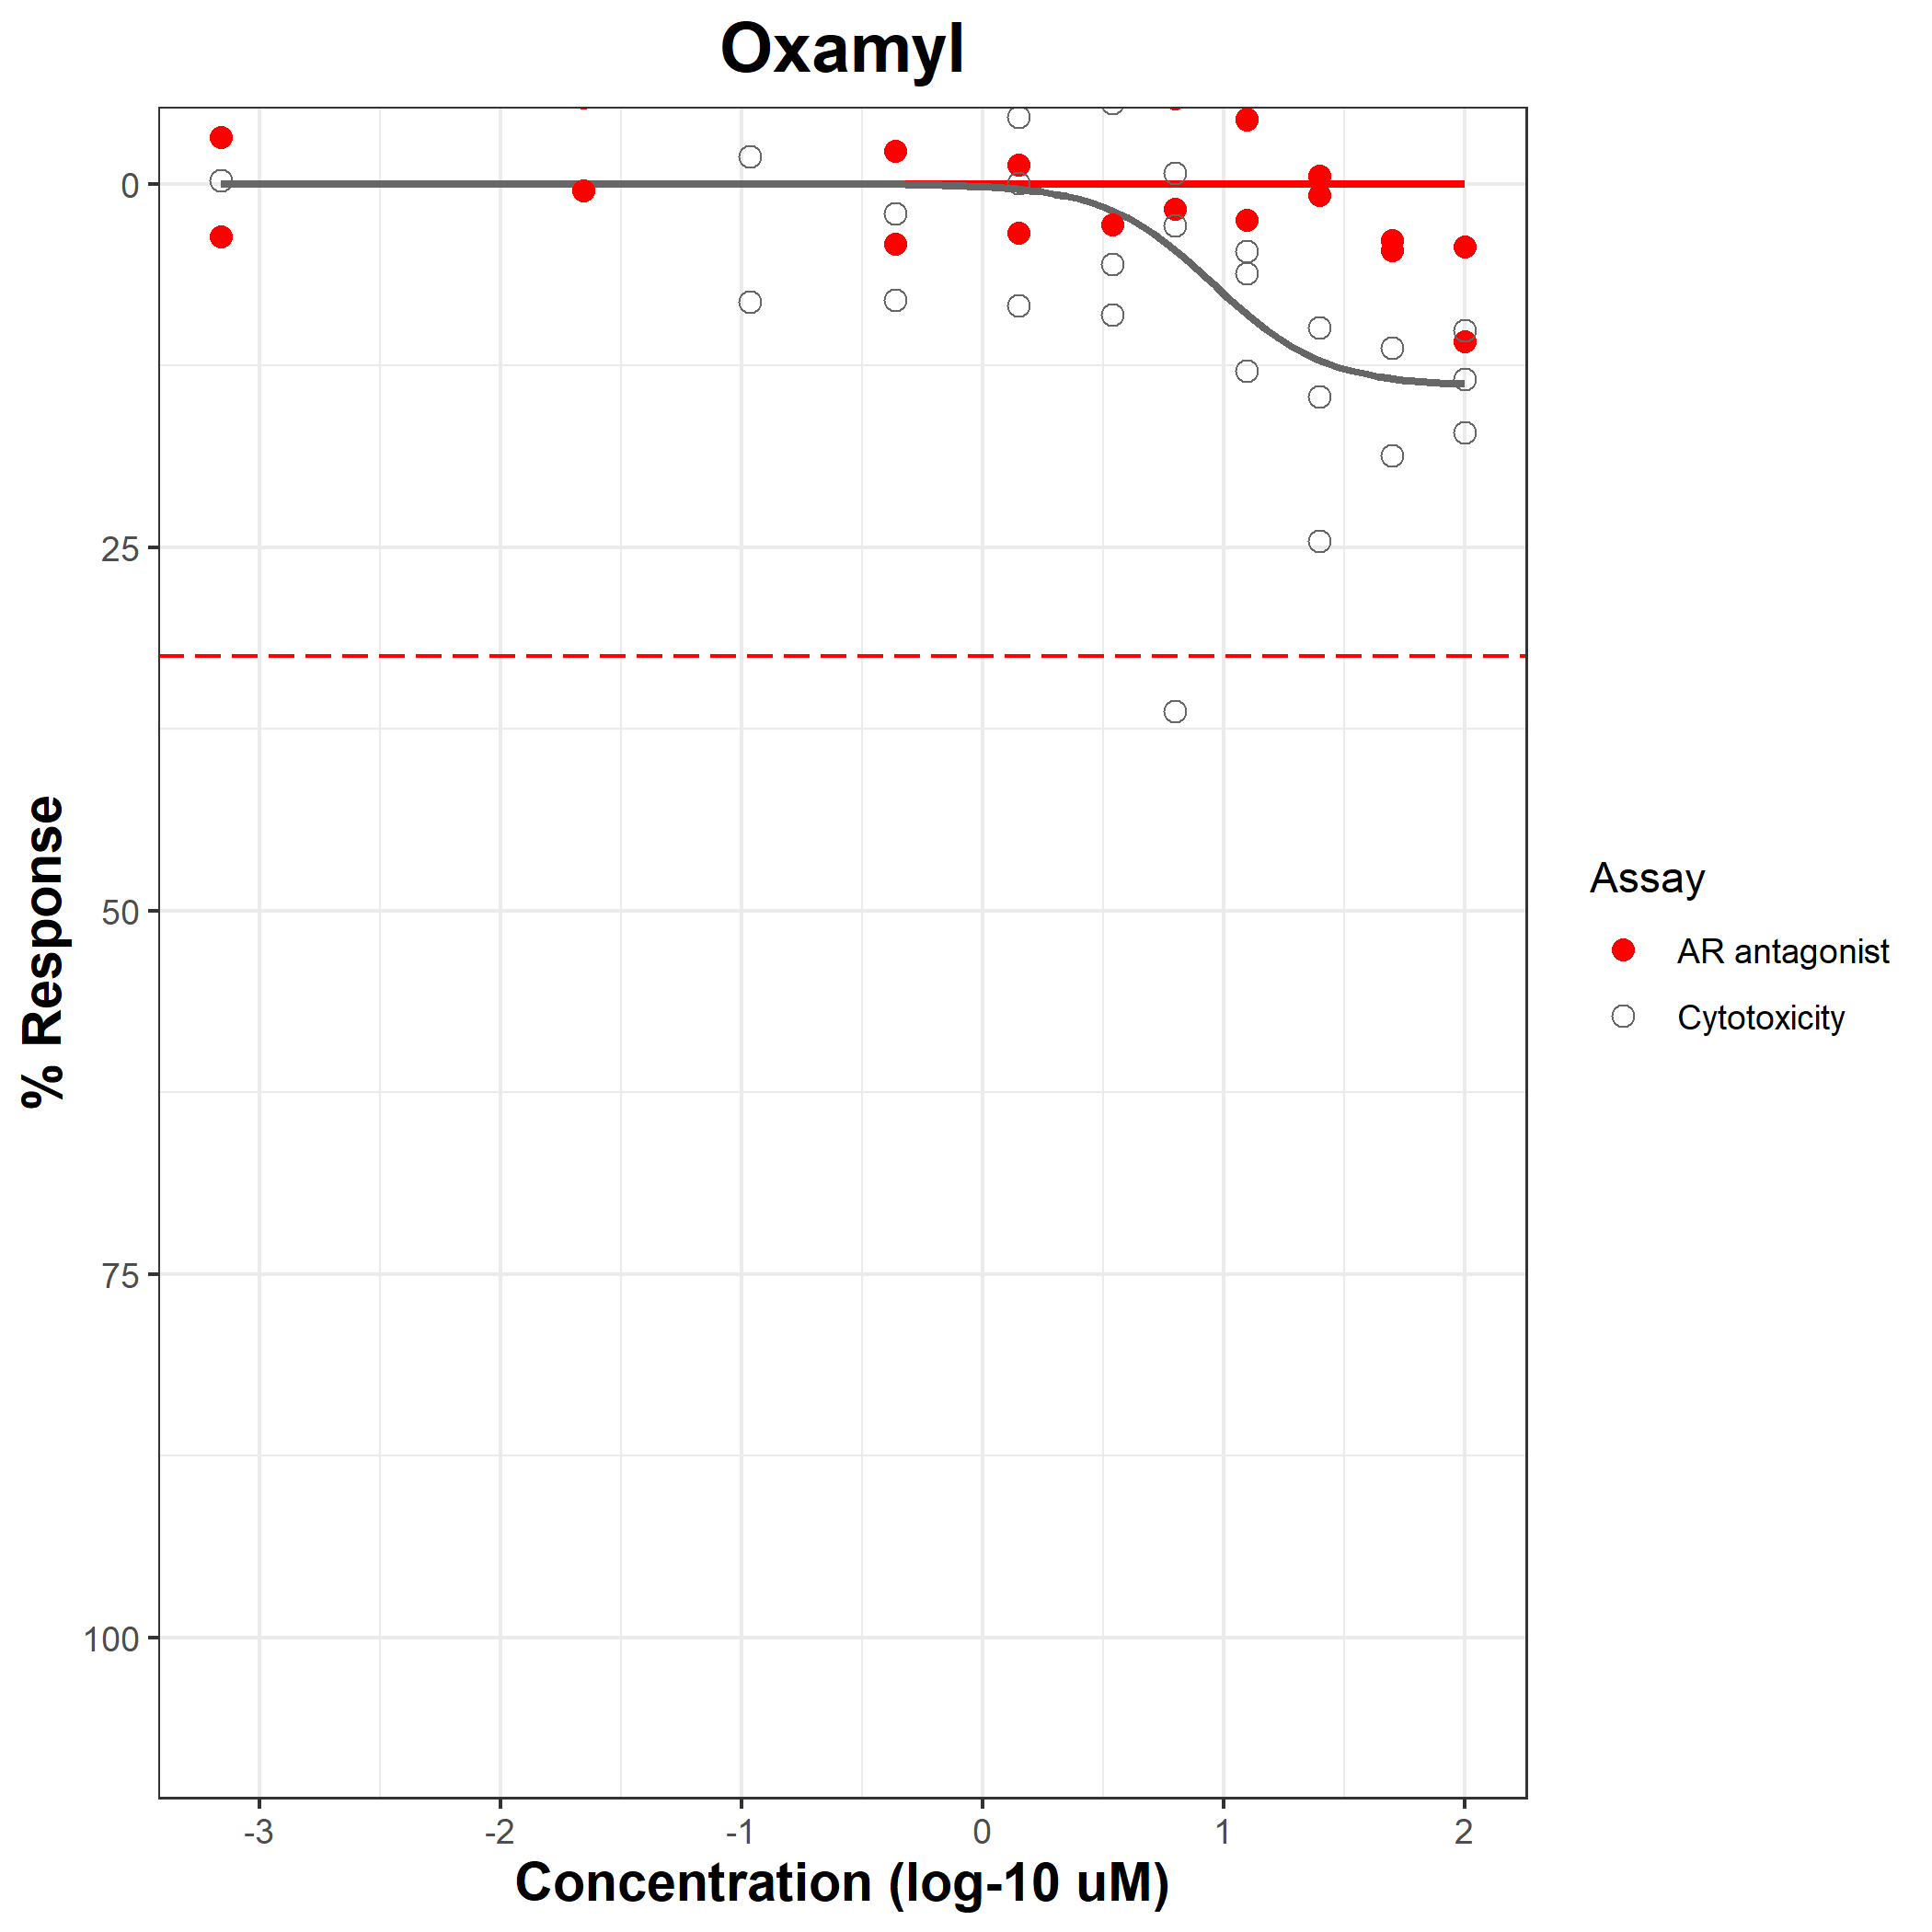 Oxamyl
% Response
0
25
50
75
100
-3
-2
-1
0
1
2
Concentration (log-10 uM)
Assay
AR antagonist
Cytotoxicity